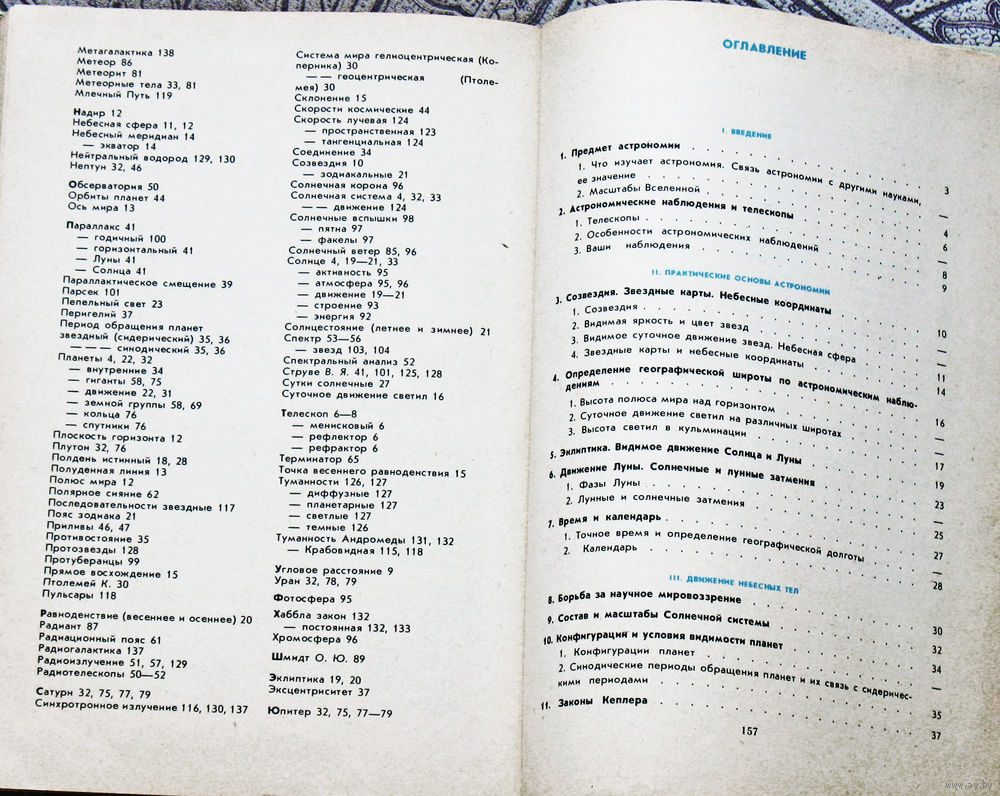 Метагалактика 138
Метеор 86
Метеорит 81
Метеорные тела 33, 81
Млечный Путь 119
Надир 12
Небесная сфера 11, 12
Небесный меридиан 14
— экватор 14
Нейтральный водород 129, 130
Нептун 32, 46
Обсерватория 50
Орбиты планет 44
Ось мира 13
Параллакс 41
— годичный 100
— горизонтальный 41
— Луны 41
— Солнца 41
Параллактическое смещение 39
Парсек 101
Пепельный свет 23
Перигелий 37
Период обращения планет
звездный (сидерический) 35, 36
— — — синодический 35, 36
Планеты 4, 22, 32
— внутренние 34
— гиганты 58, 75
— движение 22, 31
— земной группы 58, 69
— кольца 76
— спутники 76
Плоскость горизонта 12
Плутон 32, 76
Полдень истинный 18, 28
Полуденная линия 13
Полюс мира 12
Полярное сияние 62
Последовательности звездные 117
Пояс зодиака 21
Приливы 46, 47
Противостояние 35
Протозвезды 128
Протуберанцы 99
Прямое восхождение 15
Птолемей К. 30
Пульсары 118
Равноденствие (весеннее и осеннее) 20
Радиант 87
Радиационный пояс 61
Радиогалактика 137
Радиоизлучение 51, 57, 129
Радиотелескопы 50—52
Сатурн 32, 75, 77, 79
Синхротронное излучение 116, 130, 137
Система мира гелиоцентрическая (Ко-
перника) 30
— — геоцентрическая (Птоле-
мея) 30
Склонение 15
Скорости космические 44
Скорость лучевая 124
— пространственная 123
— тангенциальная 124
Соединение 34
Созвездия 10
— зодиакальные 21
Солнечная корона 96
Солнечная система 4, 32, 33
— — движение 124
Солнечные вспышки 98
— пятна 97
— факелы 97
Солнечный ветер 85, 96
Солнце 4, 19—21, 33
— активность 95
— атмосфера 95, 96
— движение 19—21
— строение 93
— энергия 92
Солнцестояние (летнее и зимнее) 21
Спектр 53—56
— звезд 103, 104
Спектральный анализ 52
Струве В. Я. 41, 101, 125, 128
Сутки солнечные 27
Суточное движение светил 16
Телескоп 6—8
— менисковый 6
— рефлектор 6
— рефрактор 6
Терминатор 65
Точка весеннего равноденствия 15
Туманности 126, 127
— диффузные 127
— планетарные 127
— светлые 127
— темные 126
Туманность Андромеды 131, 132
— Крабовидная 115, 118
Угловое расстояние 9
Уран 32, 78, 79
Фотосфера 95
Хаббла закон 132
— постоянная 132, 133
Хромосфера 96
Шмидт О. Ю. 89
Эклиптика 19, 20
Эксцентриситет 37
Юпитер 32, 75, 77—79
ОГЛАВЛЕНИЕ
I. ВВЕДЕНИЕ
1. Предмет астрономии . . . 3
1. Что изучает астрономия. Связь астрономии с другими науками,
ее значение . . . —
2. Масштабы Вселенной . . . 4
2. Астрономические наблюдения и телескопы . . . 6
1. Телескопы . . . —
2. Особенности астрономических наблюдений . . . 8
3. Ваши наблюдения . . . 9
II. ПРАКТИЧЕСКИЕ ОСНОВЫ АСТРОНОМИИ
3. Созвездия. Звездные карты. Небесные координаты . . . 10
1. Созвездия . . . —
2. Видимая яркость и цвет звезд . . . —
3. Видимое суточное движение звезд. Небесная сфера . . . 11
4. Звездные карты и небесные координаты . . . 14
4. Определение географической широты по астрономическим наблю-
дениям . . . 16
1. Высота полюса мира над горизонтом . . . —
2. Суточное движение светил на различных широтах . . . —
3. Высота светил в кульминации . . . 17
5. Эклиптика. Видимое движение Солнца и Луны . . . 19
6. Движение Луны. Солнечные и лунные затмения . . . 23
1. Фазы Луны . . . —
2. Лунные и солнечные затмения . . . 25
7. Время и календарь . . . 27
1. Точное время и определение географической долготы . . . —
2. Календарь . . . 28
III. ДВИЖЕНИЕ НЕБЕСНЫХ ТЕЛ
8. Борьба за научное мировоззрение . . . 30
9. Состав и масштабы Солнечной системы . . . 32
10. Конфигурации и условия видимости планет . . . 34
1. Конфигурации планет . . . —
2. Синодические периоды обращения планет и их связь с сидеричес-
кими периодами . . . 35
11. Законы Кеплера . . . 37
157
www.ay.by